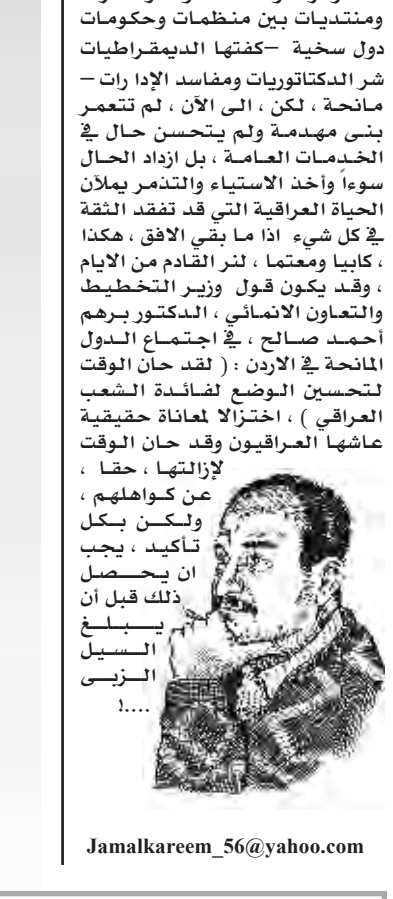 ومنتديات بين منظمات وحكومات
دول سخية –كفتها الديمقراطيات
شر الدكتاتوريات ومفاسد الإدا رات –
مانحة ، لكن ، الى الآن ، لم تتعمر
بنى مهدمة ولم يتحسن حال في
الخدمات العامة ، بل ازداد الحال
سوءاً وأخذ الاستياء والتذمر يملآن
الحياة العراقية التي قد تفقد الثقة
في كل شيء اذا ما بقي الافق ، هكذا
، كابيا ومعتما ، لنر القادم من الايام
، وقد يكون قول وزير التخطيط
والتعاون الانمائي ، الدكتور برهم
أحمد صالح ، في اجتماع الدول
المانحة في الاردن : ( لقد حان الوقت
لتحسين الوضع لفائدة الشعب
العراقي ) ، اختزالا لمعاناة حقيقية
عاشها العراقيون وقد حان الوقت
لإزالتها ، حقا ،
عن كواهلهم ،
ولكن بكل
تأكيد ، يجب
ان يحصل
ذلك قبل أن
يبلغ
السيل
الزبى
....!
Jamalkareem_56@yahoo.com